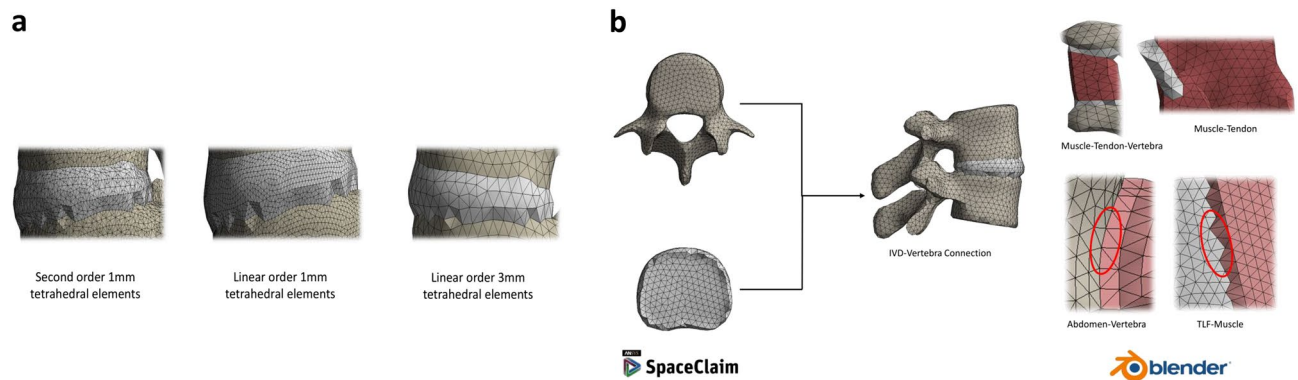 a
Second order 1mm
tetrahedral elements
Linear order 1mm
tetrahedral elements
Linear order 3mm
tetrahedral elements
b
IVD-Vertebra Connection
Muscle-Tendon-Vertebra
Muscle-Tendon
Abdomen-Vertebra
TLF-Muscle
SpaceClaim
blender